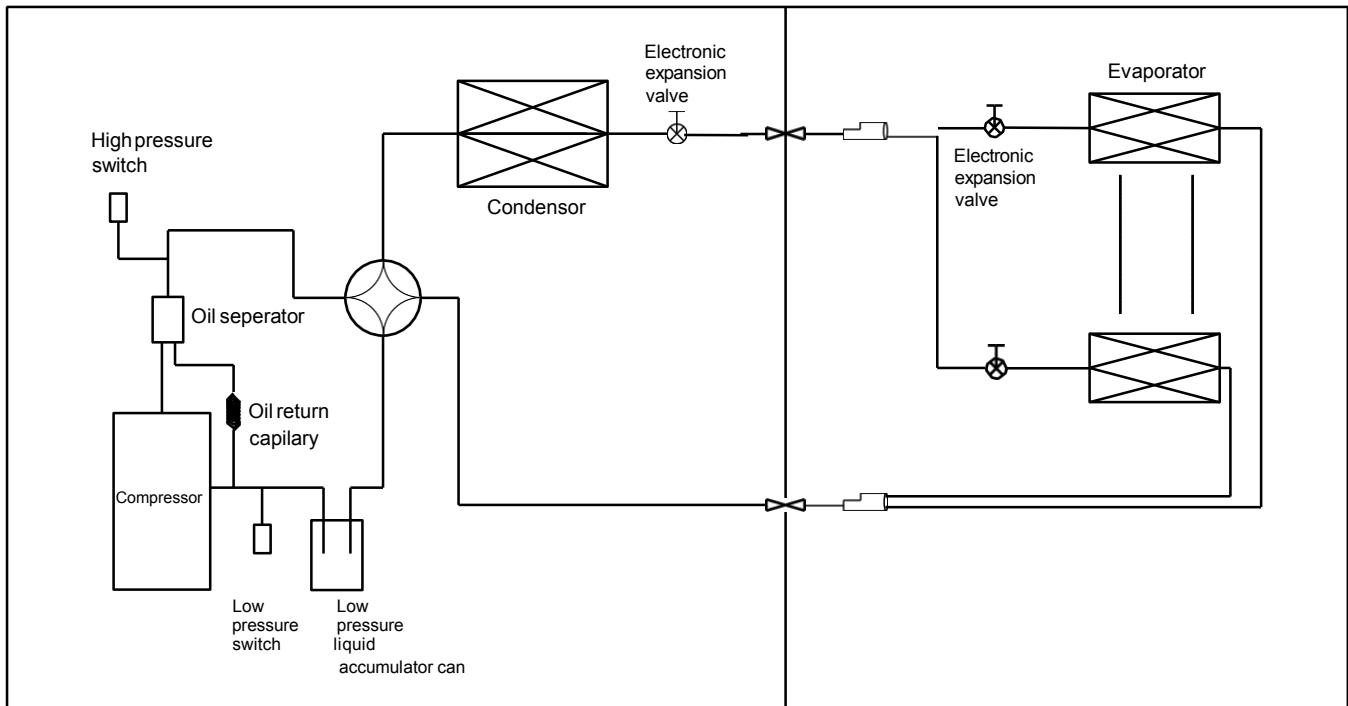 Electronic
expansion
valve
Evaporator
High pressure
switch
Electronic
expansion
valve
Condensor
Oil seperator
Oil return
capilary
Compressor
Low
pressure
switch
Low
pressure
liquid
accumulator can